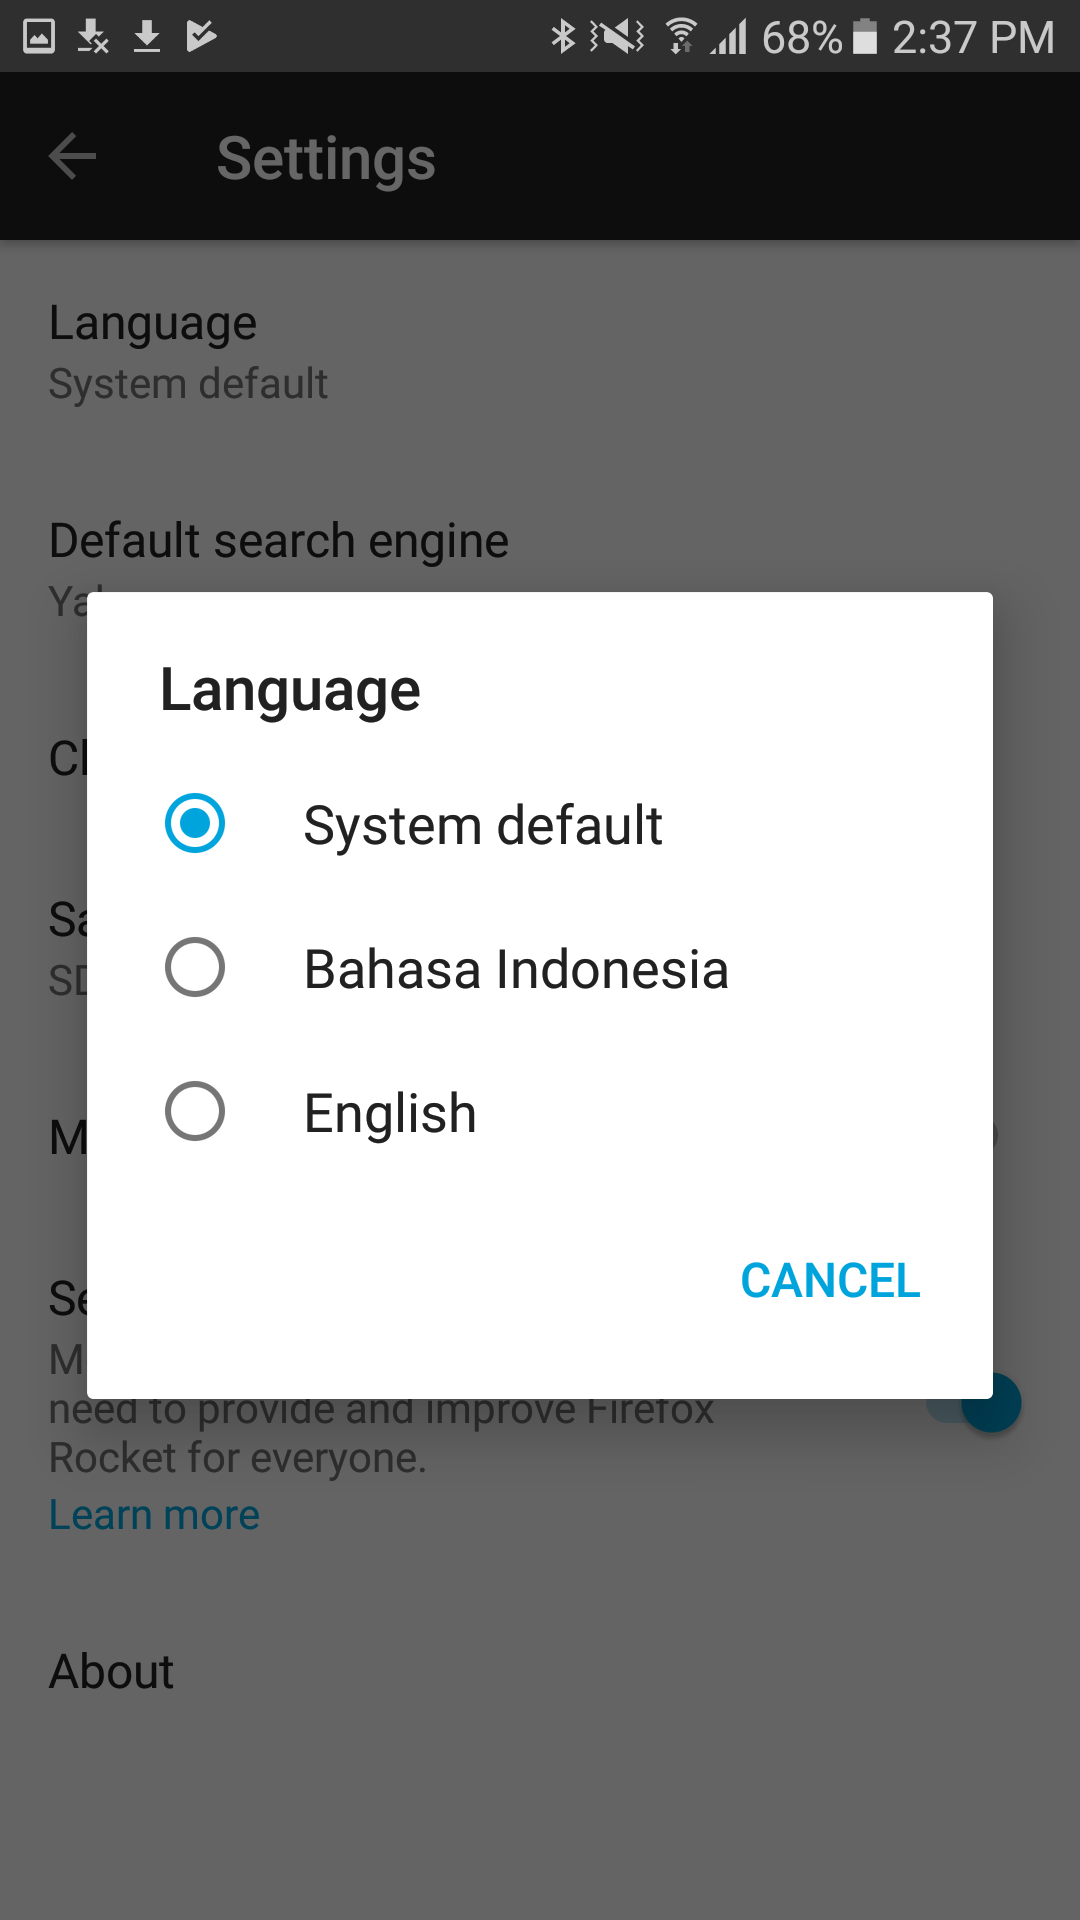 68% 2:37 PM
Settings
Language
System default
Default search engine
Language
System default
Bahasa Indonesia
English
CANCEL
need to provide and improve Firefox
Rocket for everyone.
Learn more
About